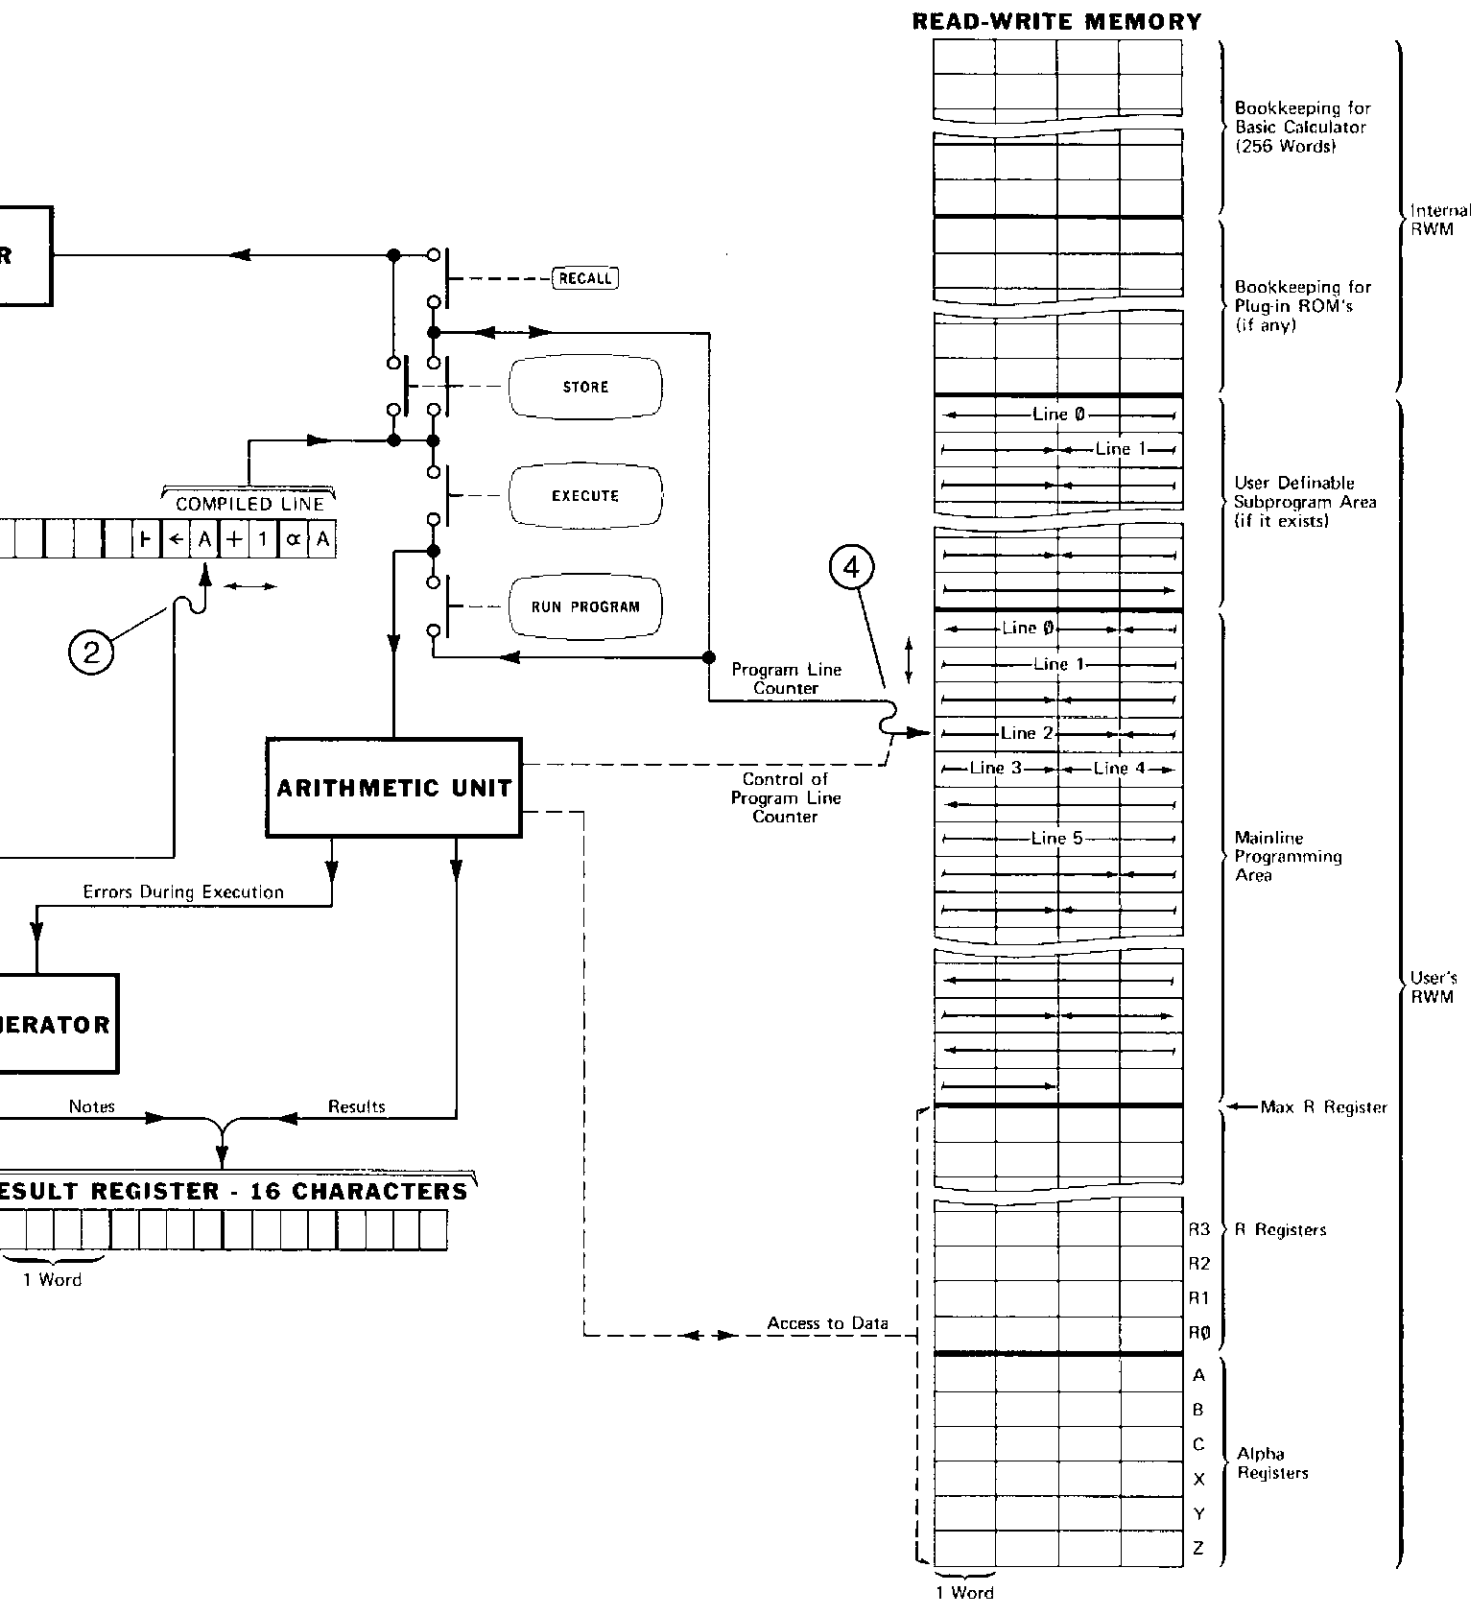 READ-WRITE MEMORY
Bookkeeping for
Basic Calculator
(256 Words)
Internal
RWM
R
RECALL
Bookkeeping for
Plug-in ROM's
(if any)
STORE
Line 0
Line 1
User Definable
Subprogram Area
(if it exists)
EXECUTE
COMPILED LINE
⊢ ← A + 1 ∝ A
4
RUN PROGRAM
2
Line 0
Line 1
Program Line
Counter
Line 2
Line 3
Line 4
ARITHMETIC UNIT
Control of
Program Line
Counter
Line 5
Mainline
Programming
Area
Errors During Execution
User's
RWM
NERATOR
Notes
Results
Max R Register
ESULT REGISTER - 16 CHARACTERS
1 Word
R3
R Registers
R2
R1
R0
Access to Data
A
B
C
X
Y
Z
Alpha
Registers
1 Word